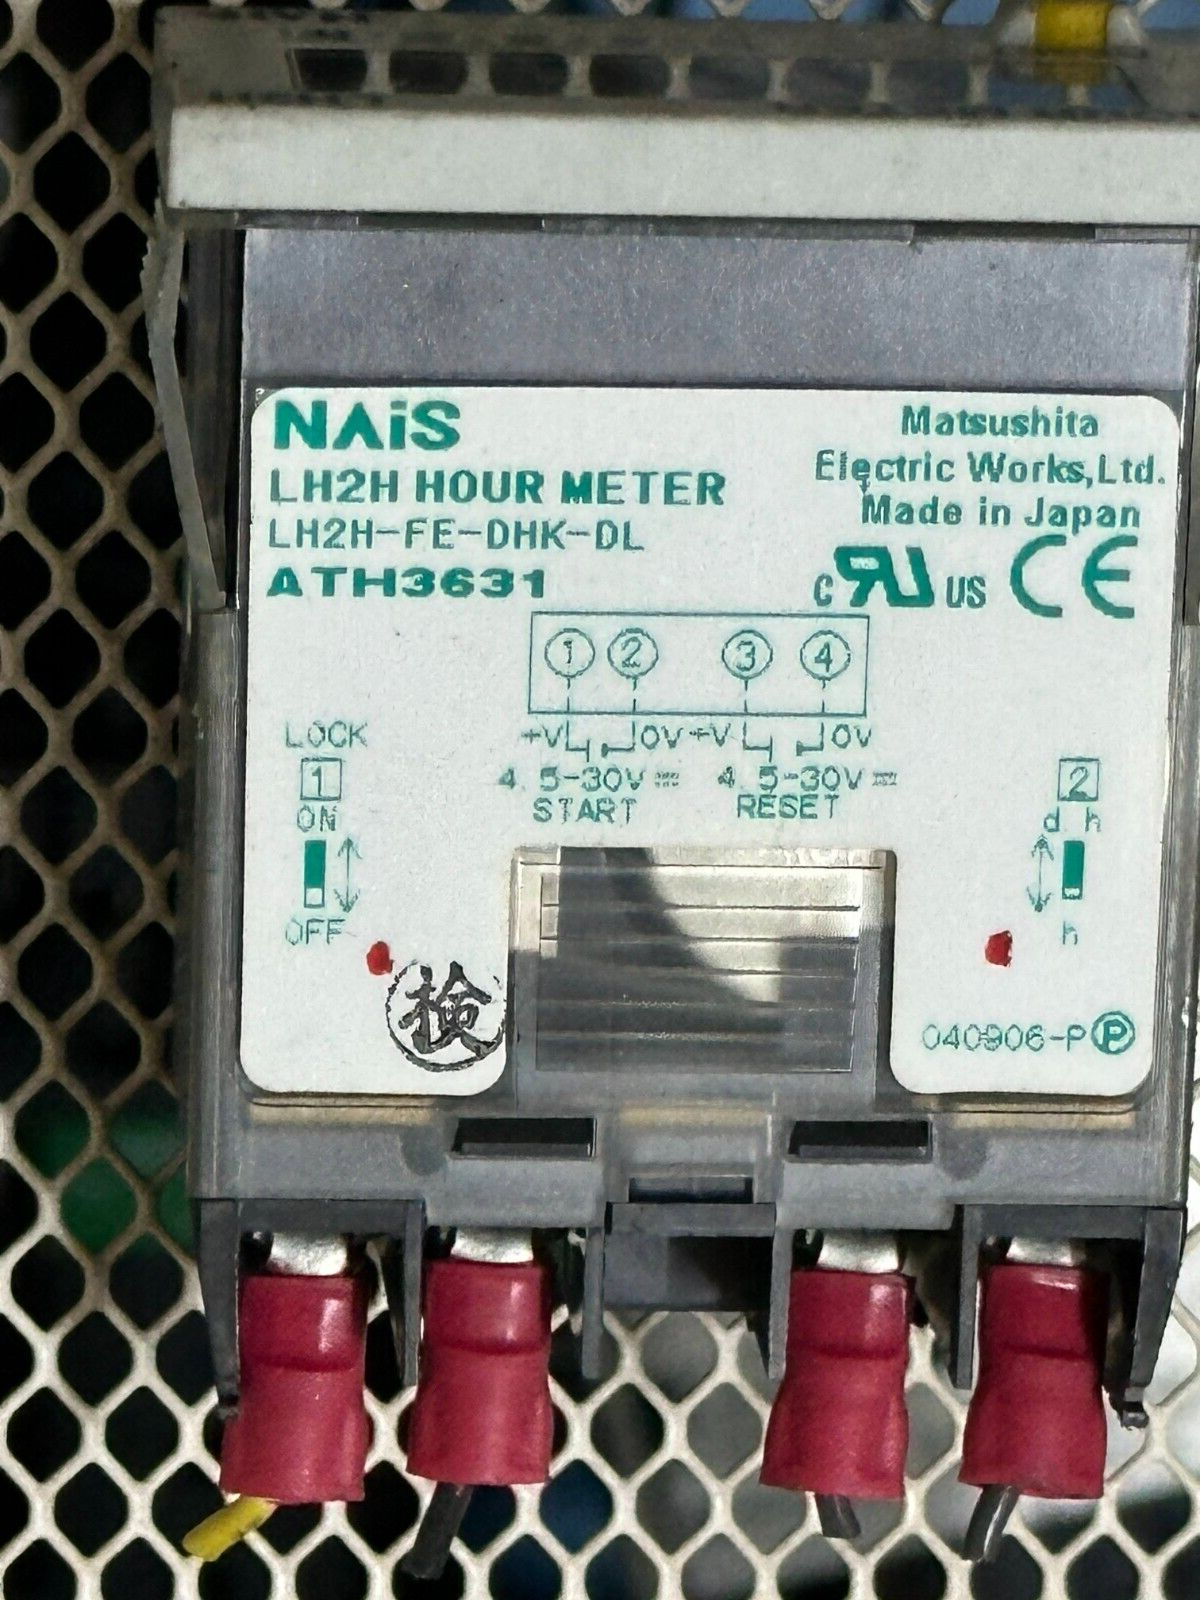 NAiS
LH2H HOUR METER
LH2H-FE-DHK-DL
ATH3631
Matsushita
Electric Works,Ltd.
Made in Japan
C RU US CE
1 2 3 4
+V 0V +V 0V
4.5-30V 4.5-30V
START RESET
LOCK
1
ON
OFF
2
d h
h
検
040906-P P